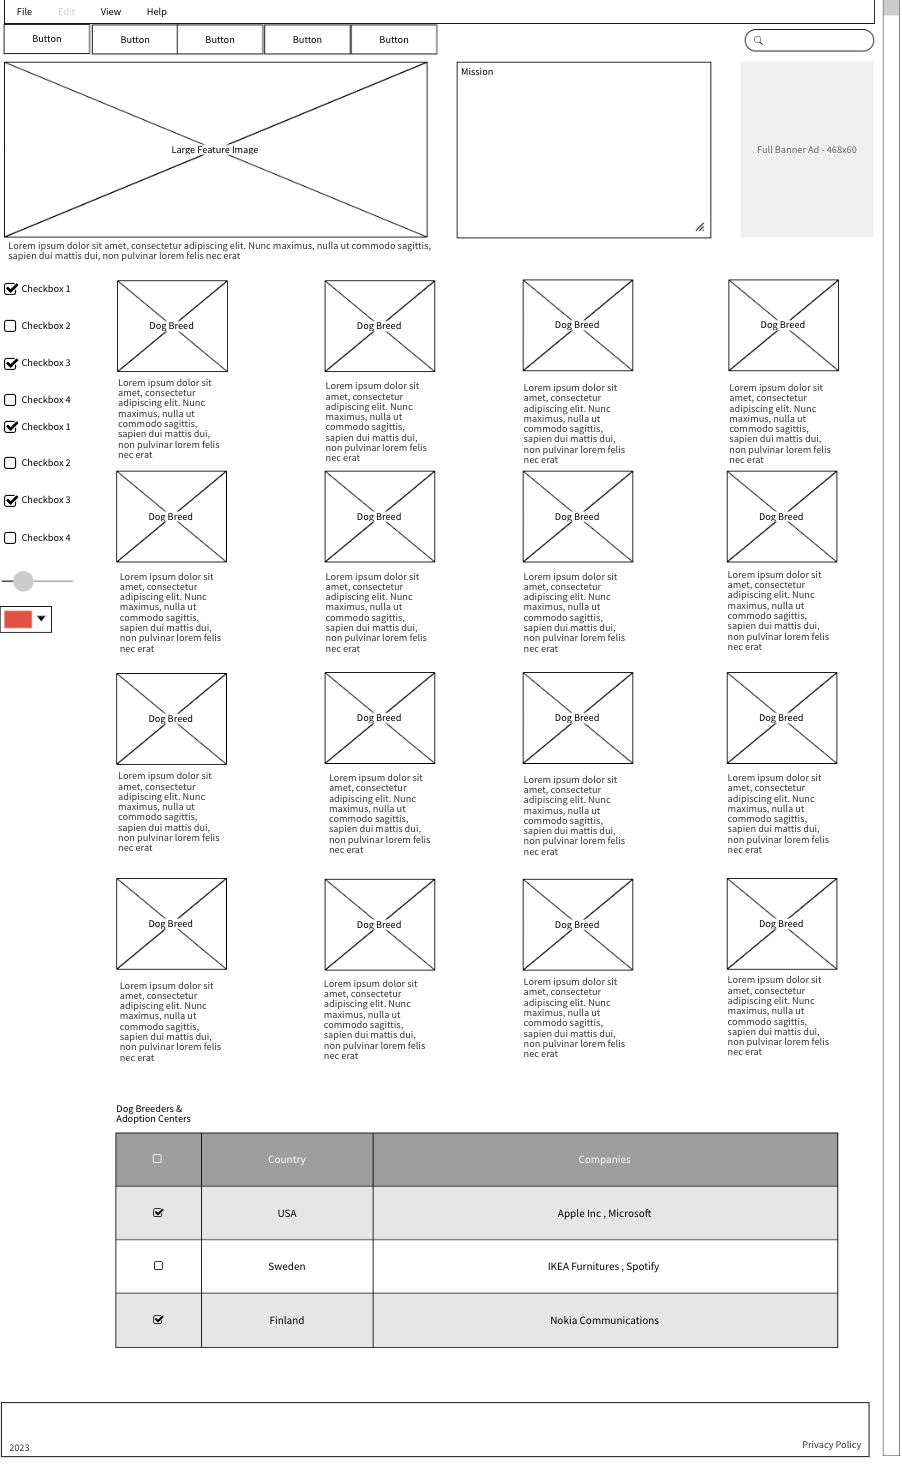 File Edit View Help
Button Button Button Button Button
Large Feature Image
Mission
Full Banner Ad - 468x60
Lorem ipsum dolor sit amet, consectetur adipiscing elit. Nunc maximus, nulla ut commodo sagittis,
sapien dui mattis dui, non pulvinar lorem felis nec erat
Checkbox 1
Checkbox 2
Checkbox 3
Checkbox 4
Checkbox 1
Checkbox 2
Checkbox 3
Checkbox 4
Dog Breed
Lorem ipsum dolor sit
amet, consectetur
adipiscing elit. Nunc
maximus, nulla ut
commodo sagittis,
sapien dui mattis dui,
non pulvinar lorem felis
nec erat
Dog Breed
Lorem ipsum dolor sit
amet, consectetur
adipiscing elit. Nunc
maximus, nulla ut
commodo sagittis,
sapien dui mattis dui,
non pulvinar lorem felis
nec erat
Dog Breed
Lorem ipsum dolor sit
amet, consectetur
adipiscing elit. Nunc
maximus, nulla ut
commodo sagittis,
sapien dui mattis dui,
non pulvinar lorem felis
nec erat
Dog Breed
Lorem ipsum dolor sit
amet, consectetur
adipiscing elit. Nunc
maximus, nulla ut
commodo sagittis,
sapien dui mattis dui,
non pulvinar lorem felis
nec erat
Dog Breed
Lorem ipsum dolor sit
amet, consectetur
adipiscing elit. Nunc
maximus, nulla ut
commodo sagittis,
sapien dui mattis dui,
non pulvinar lorem felis
nec erat
Dog Breed
Lorem ipsum dolor sit
amet, consectetur
adipiscing elit. Nunc
maximus, nulla ut
commodo sagittis,
sapien dui mattis dui,
non pulvinar lorem felis
nec erat
Dog Breed
Lorem ipsum dolor sit
amet, consectetur
adipiscing elit. Nunc
maximus, nulla ut
commodo sagittis,
sapien dui mattis dui,
non pulvinar lorem felis
nec erat
Dog Breed
Lorem ipsum dolor sit
amet, consectetur
adipiscing elit. Nunc
maximus, nulla ut
commodo sagittis,
sapien dui mattis dui,
non pulvinar lorem felis
nec erat
Dog Breed
Lorem ipsum dolor sit
amet, consectetur
adipiscing elit. Nunc
maximus, nulla ut
commodo sagittis,
sapien dui mattis dui,
non pulvinar lorem felis
nec erat
Dog Breed
Lorem ipsum dolor sit
amet, consectetur
adipiscing elit. Nunc
maximus, nulla ut
commodo sagittis,
sapien dui mattis dui,
non pulvinar lorem felis
nec erat
Dog Breed
Lorem ipsum dolor sit
amet, consectetur
adipiscing elit. Nunc
maximus, nulla ut
commodo sagittis,
sapien dui mattis dui,
non pulvinar lorem felis
nec erat
Dog Breed
Lorem ipsum dolor sit
amet, consectetur
adipiscing elit. Nunc
maximus, nulla ut
commodo sagittis,
sapien dui mattis dui,
non pulvinar lorem felis
nec erat
Dog Breed
Lorem ipsum dolor sit
amet, consectetur
adipiscing elit. Nunc
maximus, nulla ut
commodo sagittis,
sapien dui mattis dui,
non pulvinar lorem felis
nec erat
Dog Breed
Lorem ipsum dolor sit
amet, consectetur
adipiscing elit. Nunc
maximus, nulla ut
commodo sagittis,
sapien dui mattis dui,
non pulvinar lorem felis
nec erat
Dog Breed
Lorem ipsum dolor sit
amet, consectetur
adipiscing elit. Nunc
maximus, nulla ut
commodo sagittis,
sapien dui mattis dui,
non pulvinar lorem felis
nec erat
Dog Breed
Lorem ipsum dolor sit
amet, consectetur
adipiscing elit. Nunc
maximus, nulla ut
commodo sagittis,
sapien dui mattis dui,
non pulvinar lorem felis
nec erat
Dog Breeders &
Adoption Centers
Country Companies
USA Apple Inc , Microsoft
Sweden IKEA Furnitures , Spotify
Finland Nokia Communications
2023 Privacy Policy